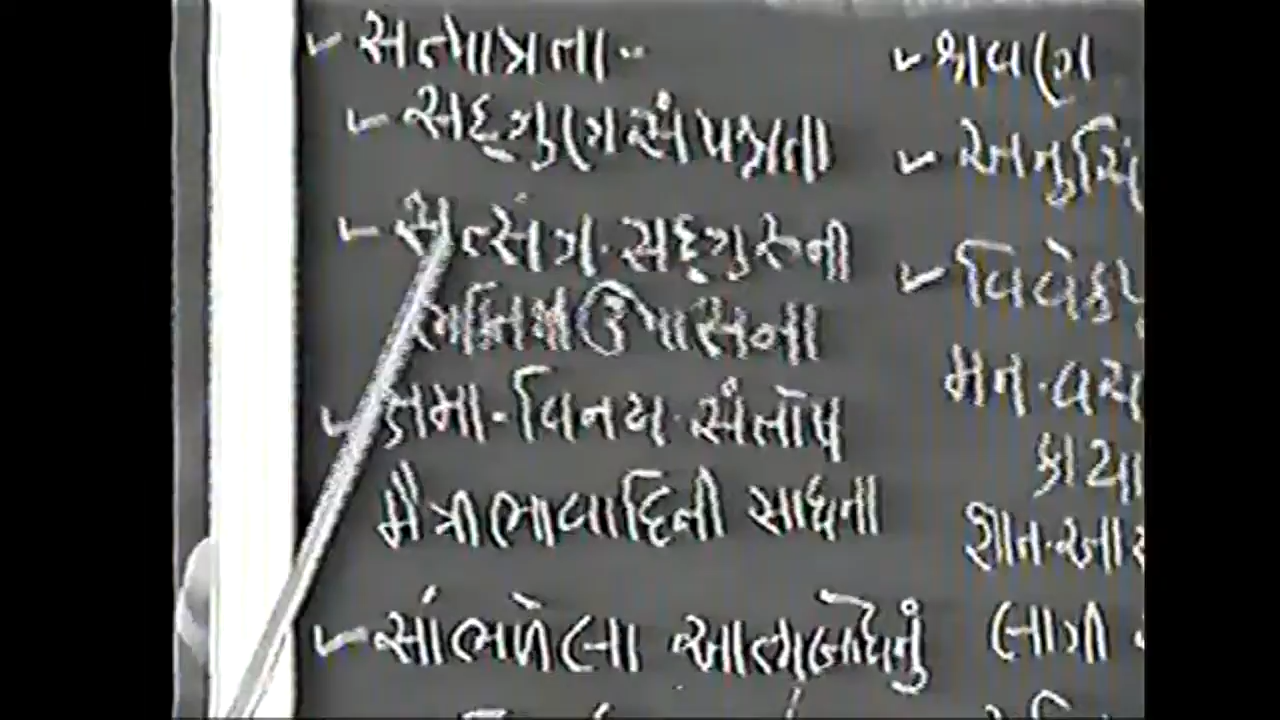 સત્પાત્રતા..
સદ્ગુણસંપન્નતા
સત્સંગ. સદ્ગુરુની
ઉપાસના
ક્ષમા. વિનય. સંતોષ
મૈત્રીભાવાદિની સાધના
સાંભળેલા આત્મબોધનું
શ્રવણ
મન. વચ
કાયા
લાગી